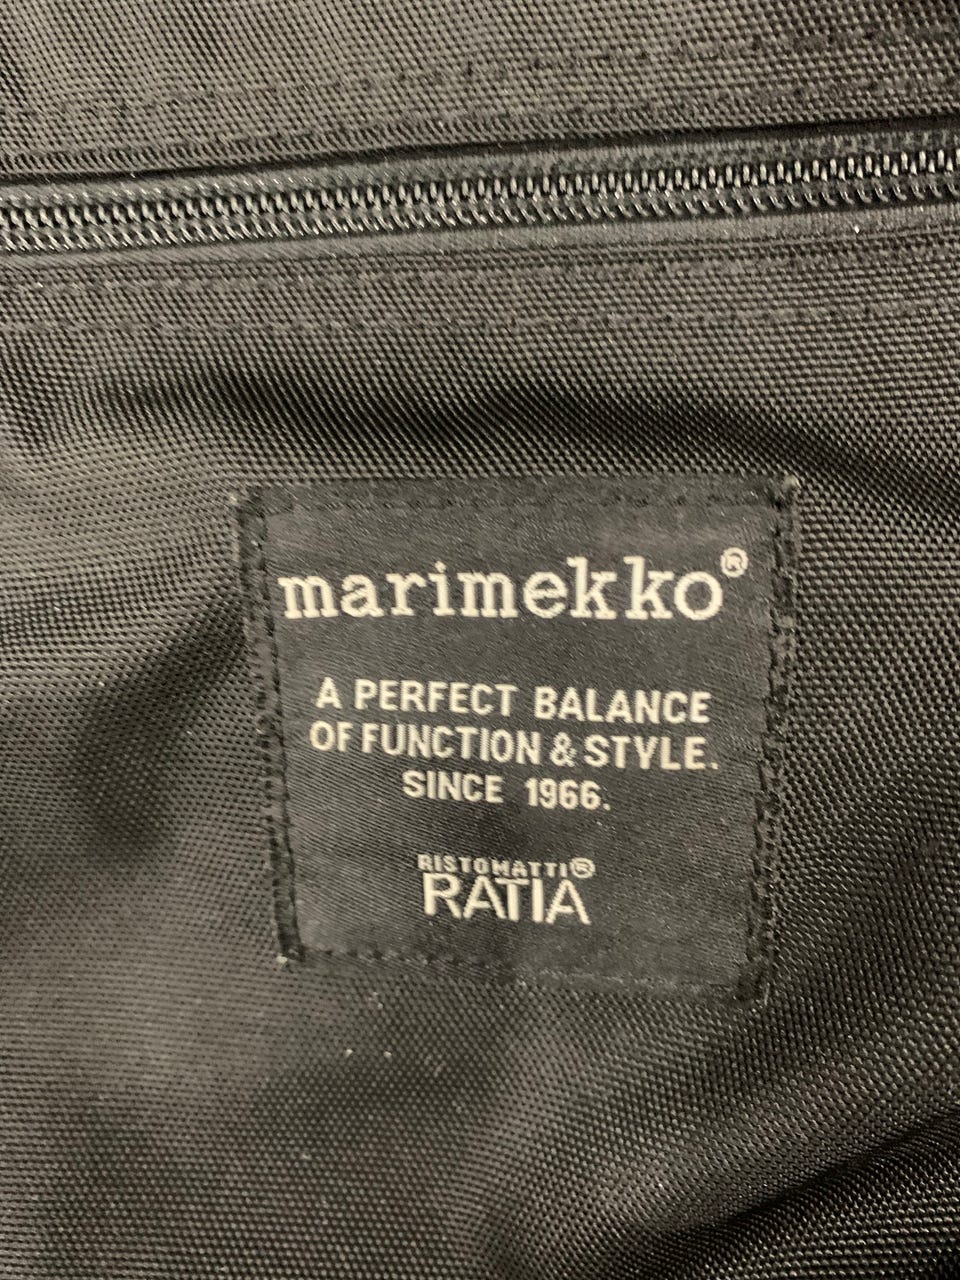 marimekko®
A PERFECT BALANCE
OF FUNCTION & STYLE.
SINCE 1966.
RISTOMATTI®
RATIA